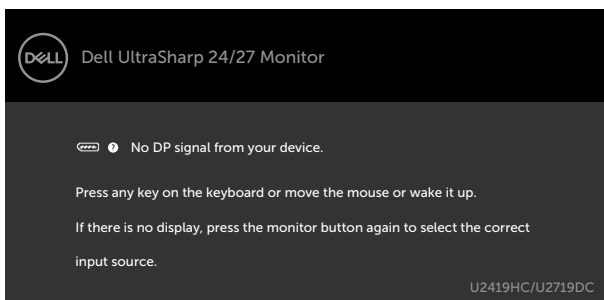 DELL
Dell UltraSharp 24/27 Monitor
? No DP signal from your device.
Press any key on the keyboard or move the mouse or wake it up.
If there is no display, press the monitor button again to select the correct
input source.
U2419HC/U2719DC